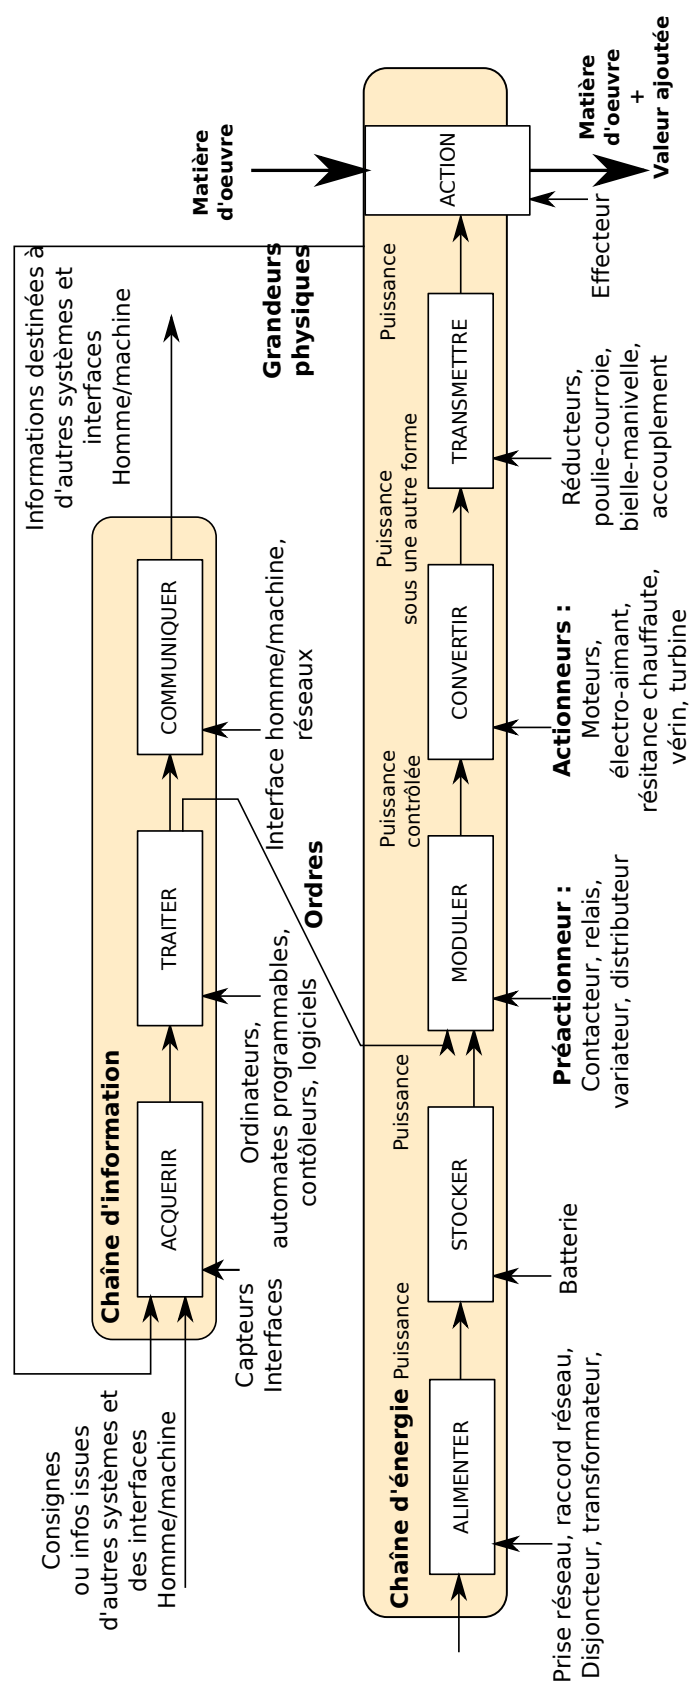 Consignes
ou infos issues
d'autres systèmes et
des interfaces
Homme/machine
Chaîne d'information
ACQUERIR
TRAITER
COMMUNIQUER
Informations destinées à
d'autres systèmes et
interfaces
Homme/machine
Capteurs
Interfaces
Ordinateurs,
automates programmables,
contôleurs, logiciels
Interface homme/machine,
réseaux
Ordres
Grandeurs
physiques
Matière
d'oeuvre
Chaîne d'énergie
Puissance
Puissance
Puissance
contrôlée
Puissance
sous une autre forme
Puissance
ALIMENTER
STOCKER
MODULER
CONVERTIR
TRANSMETTRE
ACTION
Prise réseau, raccord réseau,
Disjoncteur, transformateur,
Batterie
Préactionneur :
Contacteur, relais,
variateur, distributeur
Actionneurs :
Moteurs,
électro-aimant,
résitance chauffaute,
vérin, turbine
Réducteurs,
poulie-courroie,
bielle-manivelle,
accouplement
Effecteur
Matière
d'oeuvre
+
Valeur ajoutée